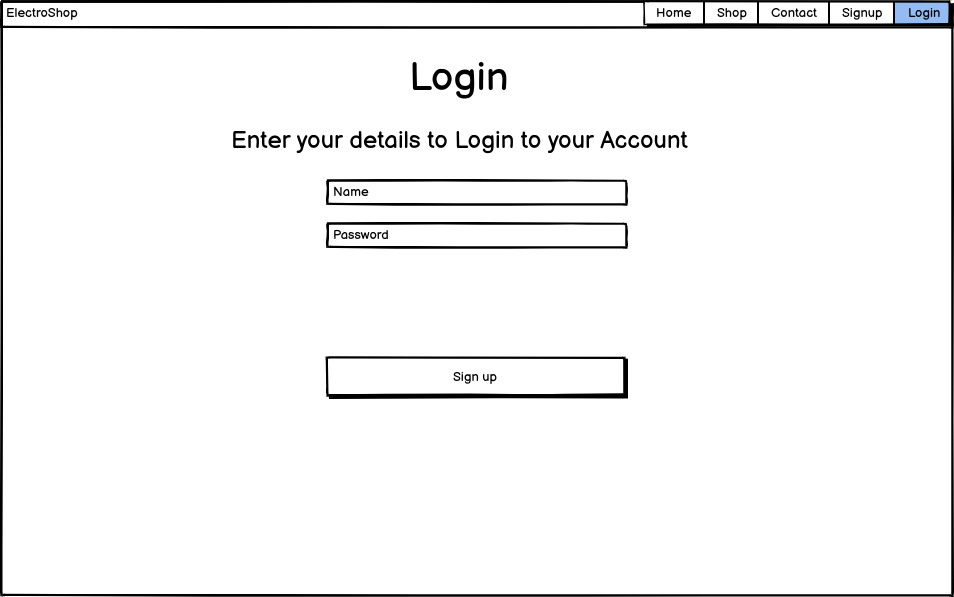 ElectroShop Home Shop Contact Signup Login
Login
Enter your details to Login to your Account
Name
Password
Sign up